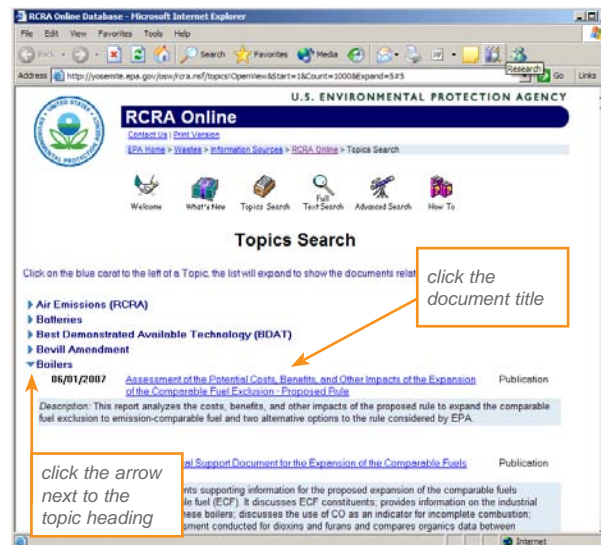 RCRA Online Database - Microsoft Internet Explorer
File Edit View Favorites Tools Help
Back Search Favorites Media
Research
Address http://yosemite.epa.gov/osw/rcra.nsf/topics!OpenView&Start=1&Count=1000&Expand=5#5 Go Links
U.S. ENVIRONMENTAL PROTECTION AGENCY
RCRA Online
Contact Us | Print Version
EPA Home > Wastes > Information Sources > RCRA Online > Topics Search
Welcome What's New Topics Search Full Text Search Advanced Search How To
Topics Search
Click on the blue carat to the left of a Topic, the list will expand to show the documents
click the
document title
Air Emissions (RCRA)
Batteries
Best Demonstrated Available Technology (BDAT)
Bevill Amendment
Boilers
06/01/2007 Assessment of the Potential Costs, Benefits, and Other Impacts of the Expansion Publication
of the Comparable Fuel Exclusion - Proposed Rule
Description: This report analyzes the costs, benefits, and other impacts of the proposed rule to expand the comparable
fuel exclusion to emission-comparable fuel and two alternative options to the rule considered by EPA.
click the arrow
next to the
topic heading
Support Document for the Expansion of the Comparable Fuels Publication
supporting information for the proposed expansion of the comparable fuels
fuel (ECF). It discusses ECF constituents; provides information on the industrial
boilers; discusses the use of CO as an indicator for incomplete combustion;
conducted for dioxins and furans and compares organics data between
Internet